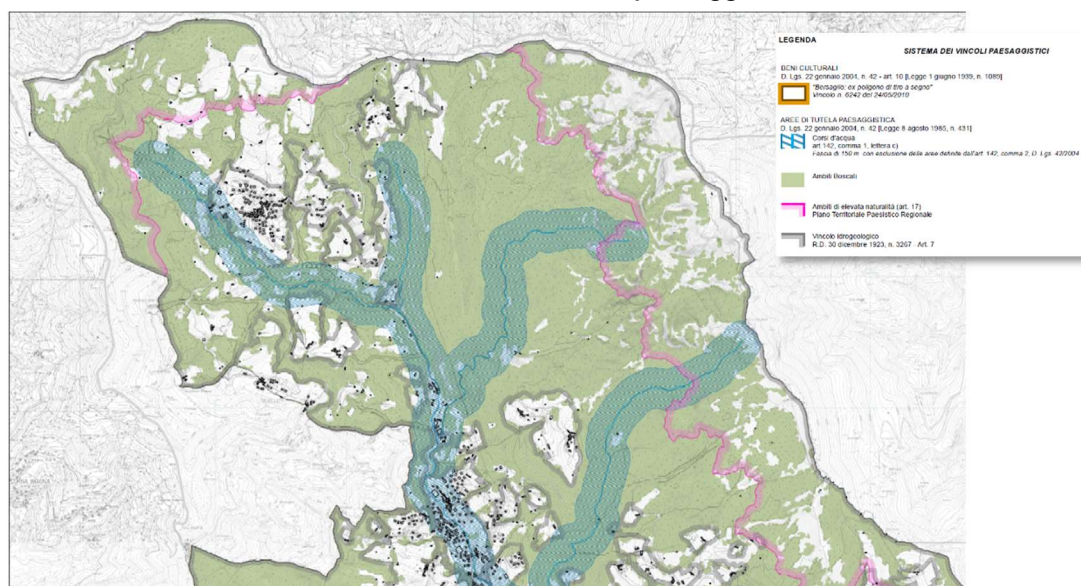 LEGENDA
SISTEMA DEI VINCOLI PAESAGGISTICI
BENI CULTURALI
D. Lgs. 22 gennaio 2004, n. 42 - art. 10 [Legge 1 giugno 1939, n. 1089]
"Bersaglio: ex poligono di tiro a segno"
Vincolo n. 6242 del 24/05/2010
AREE DI TUTELA PAESAGGISTICA
D. Lgs. 22 gennaio 2004, n. 42 [Legge 8 agosto 1985, n. 431]
Corsi d'acqua
art 142, comma 1, lettera c)
Fascia di 150 m. con esclusione delle aree definite dall'art. 142, comma 2, D. Lgs. 42/2004
Ambiti Boscati
Ambiti di elevata naturalità (art. 17)
Piano Territoriale Paesistico Regionale
Vincolo Idrogeologico
R.D. 30 dicembre 1923, n. 3267 - Art. 7